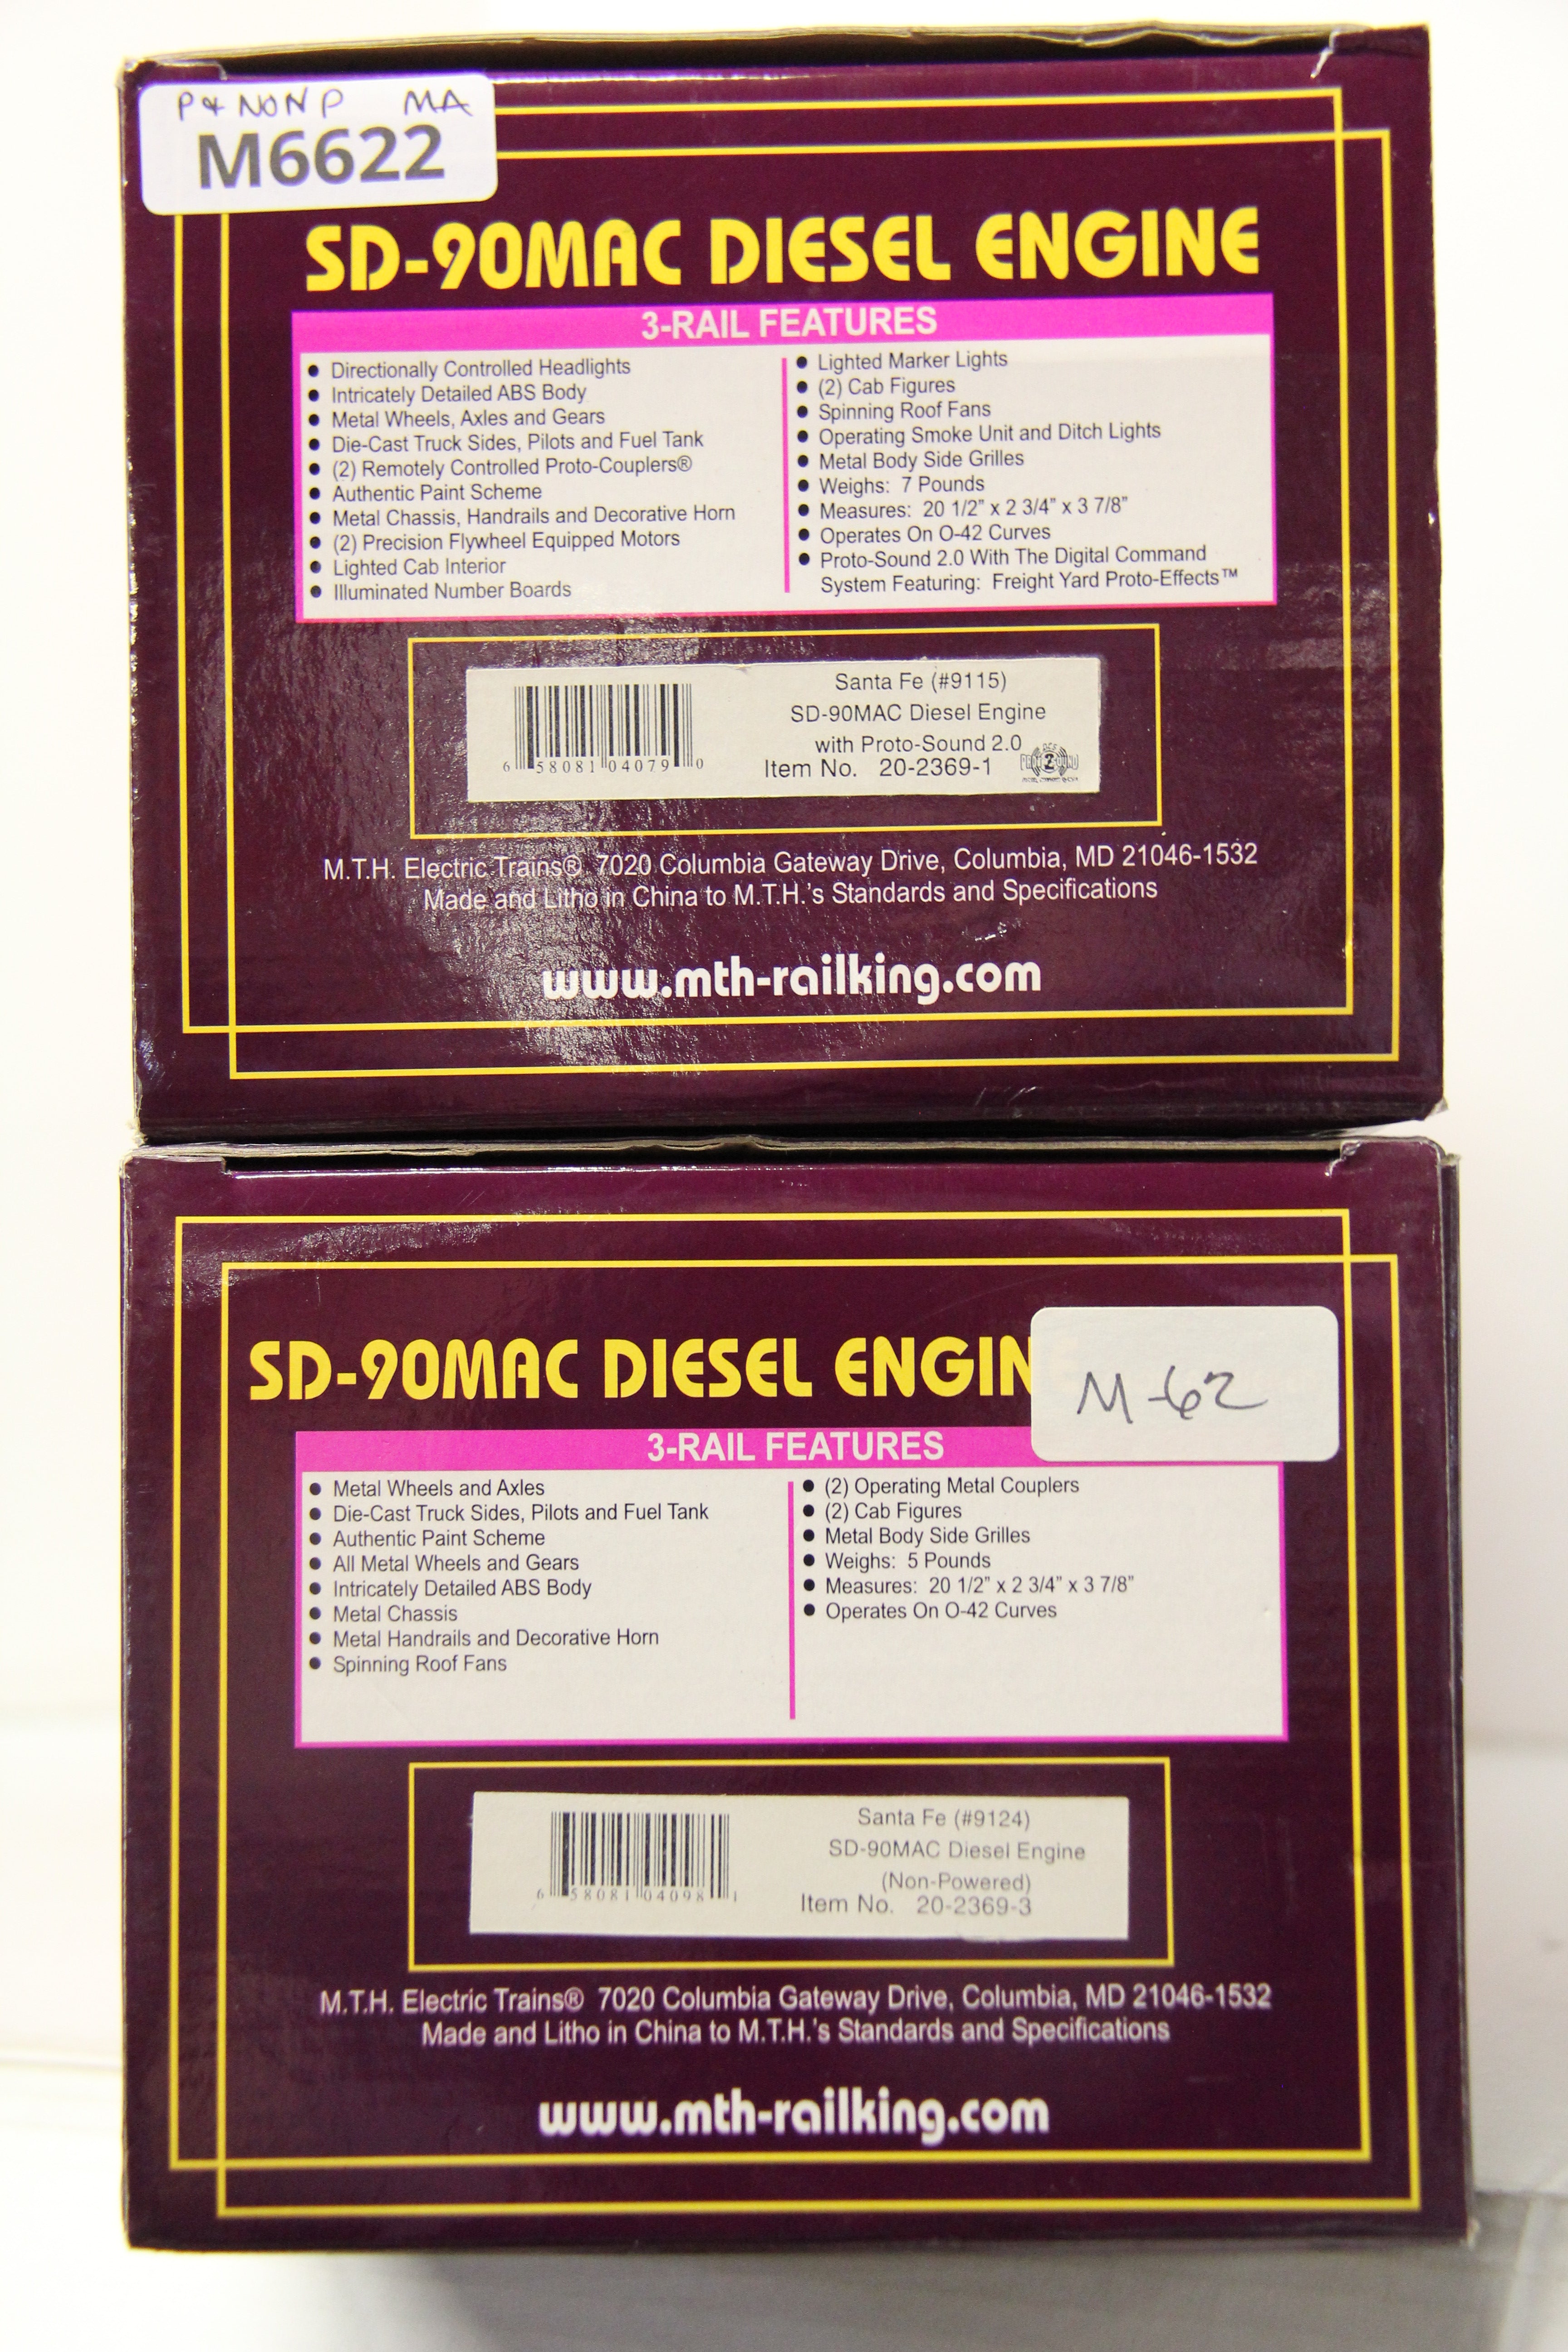 P & NON P MA
M6622
SD-90MAC DIESEL ENGINE
3-RAIL FEATURES
● Directionally Controlled Headlights
● Intricately Detailed ABS Body
● Metal Wheels, Axles and Gears
● Die-Cast Truck Sides, Pilots and Fuel Tank
● (2) Remotely Controlled Proto-Couplers®
● Authentic Paint Scheme
● Metal Chassis, Handrails and Decorative Horn
● (2) Precision Flywheel Equipped Motors
● Lighted Cab Interior
● Illuminated Number Boards
● Lighted Marker Lights
● (2) Cab Figures
● Spinning Roof Fans
● Operating Smoke Unit and Ditch Lights
● Metal Body Side Grilles
● Weighs: 7 Pounds
● Measures: 20 1/2" x 2 3/4" x 3 7/8"
● Operates On O-42 Curves
● Proto-Sound 2.0 With The Digital Command
System Featuring: Freight Yard Proto-Effects™
6 58081 04079 0
Santa Fe (#9115)
SD-90MAC Diesel Engine
with Proto-Sound 2.0
Item No. 20-2369-1
M.T.H. Electric Trains® 7020 Columbia Gateway Drive, Columbia, MD 21046-1532
Made and Litho in China to M.T.H.'s Standards and Specifications
www.mth-railking.com
SD-90MAC DIESEL ENGIN
M-62
3-RAIL FEATURES
● Metal Wheels and Axles
● Die-Cast Truck Sides, Pilots and Fuel Tank
● Authentic Paint Scheme
● All Metal Wheels and Gears
● Intricately Detailed ABS Body
● Metal Chassis
● Metal Handrails and Decorative Horn
● Spinning Roof Fans
● (2) Operating Metal Couplers
● (2) Cab Figures
● Metal Body Side Grilles
● Weighs: 5 Pounds
● Measures: 20 1/2" x 2 3/4" x 3 7/8"
● Operates On O-42 Curves
6 58081 04098 1
Santa Fe (#9124)
SD-90MAC Diesel Engine
(Non-Powered)
Item No. 20-2369-3
M.T.H. Electric Trains® 7020 Columbia Gateway Drive, Columbia, MD 21046-1532
Made and Litho in China to M.T.H.'s Standards and Specifications
www.mth-railking.com